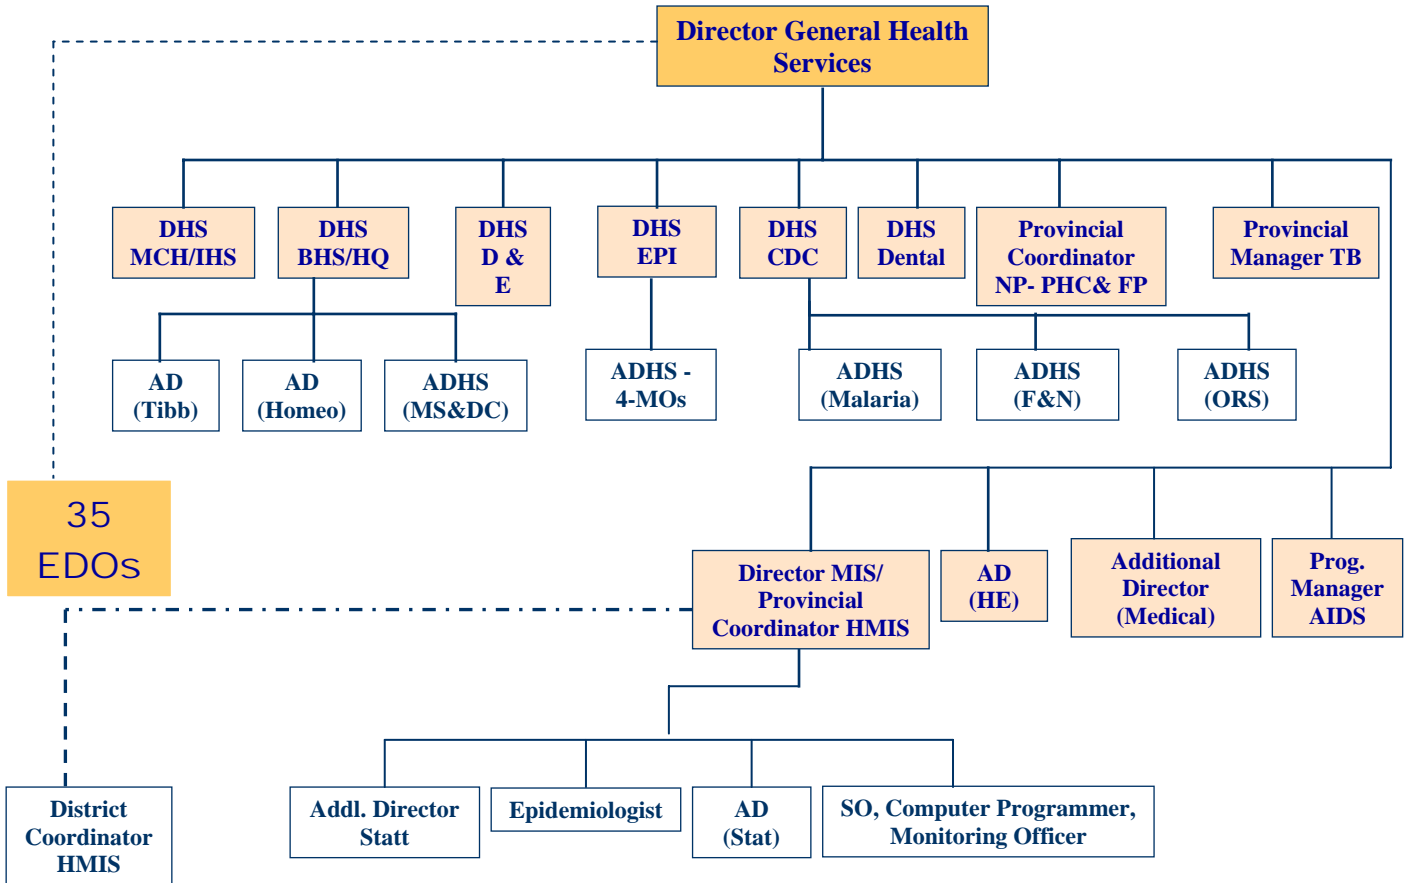 Director General Health
Services
DHS
MCH/IHS
DHS
BHS/HQ
DHS
D &
E
DHS
EPI
DHS
CDC
DHS
Dental
Provincial
Coordinator
NP- PHC& FP
Provincial
Manager TB
AD
(Tibb)
AD
(Homeo)
ADHS
(MS&DC)
ADHS -
4-MOs
ADHS
(Malaria)
ADHS
(F&N)
ADHS
(ORS)
35
EDOs
Director MIS/
Provincial
Coordinator HMIS
AD
(HE)
Additional
Director
(Medical)
Prog.
Manager
AIDS
District
Coordinator
HMIS
Addl. Director
Statt
Epidemiologist
AD
(Stat)
SO, Computer Programmer,
Monitoring Officer